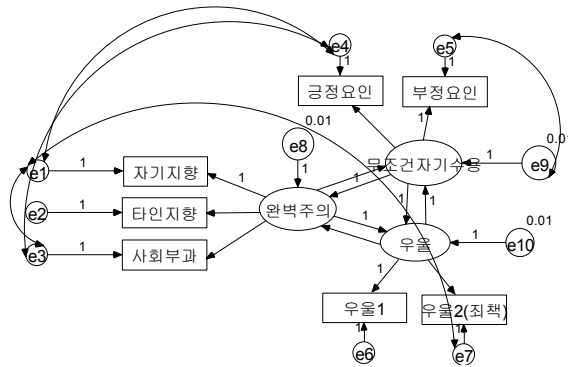 e4
e5
1
1
긍정요인
부정요인
0.01
0.01
e8
1
1
무조건자기수용
1
e9
e1
1
자기지향
1
1
1
e2
1
타인지향
완벽주의
1
1
1
0.01
우울
1
e10
e3
1
사회부과
1
1
우울1
우울2(죄책)
1
1
e6
e7